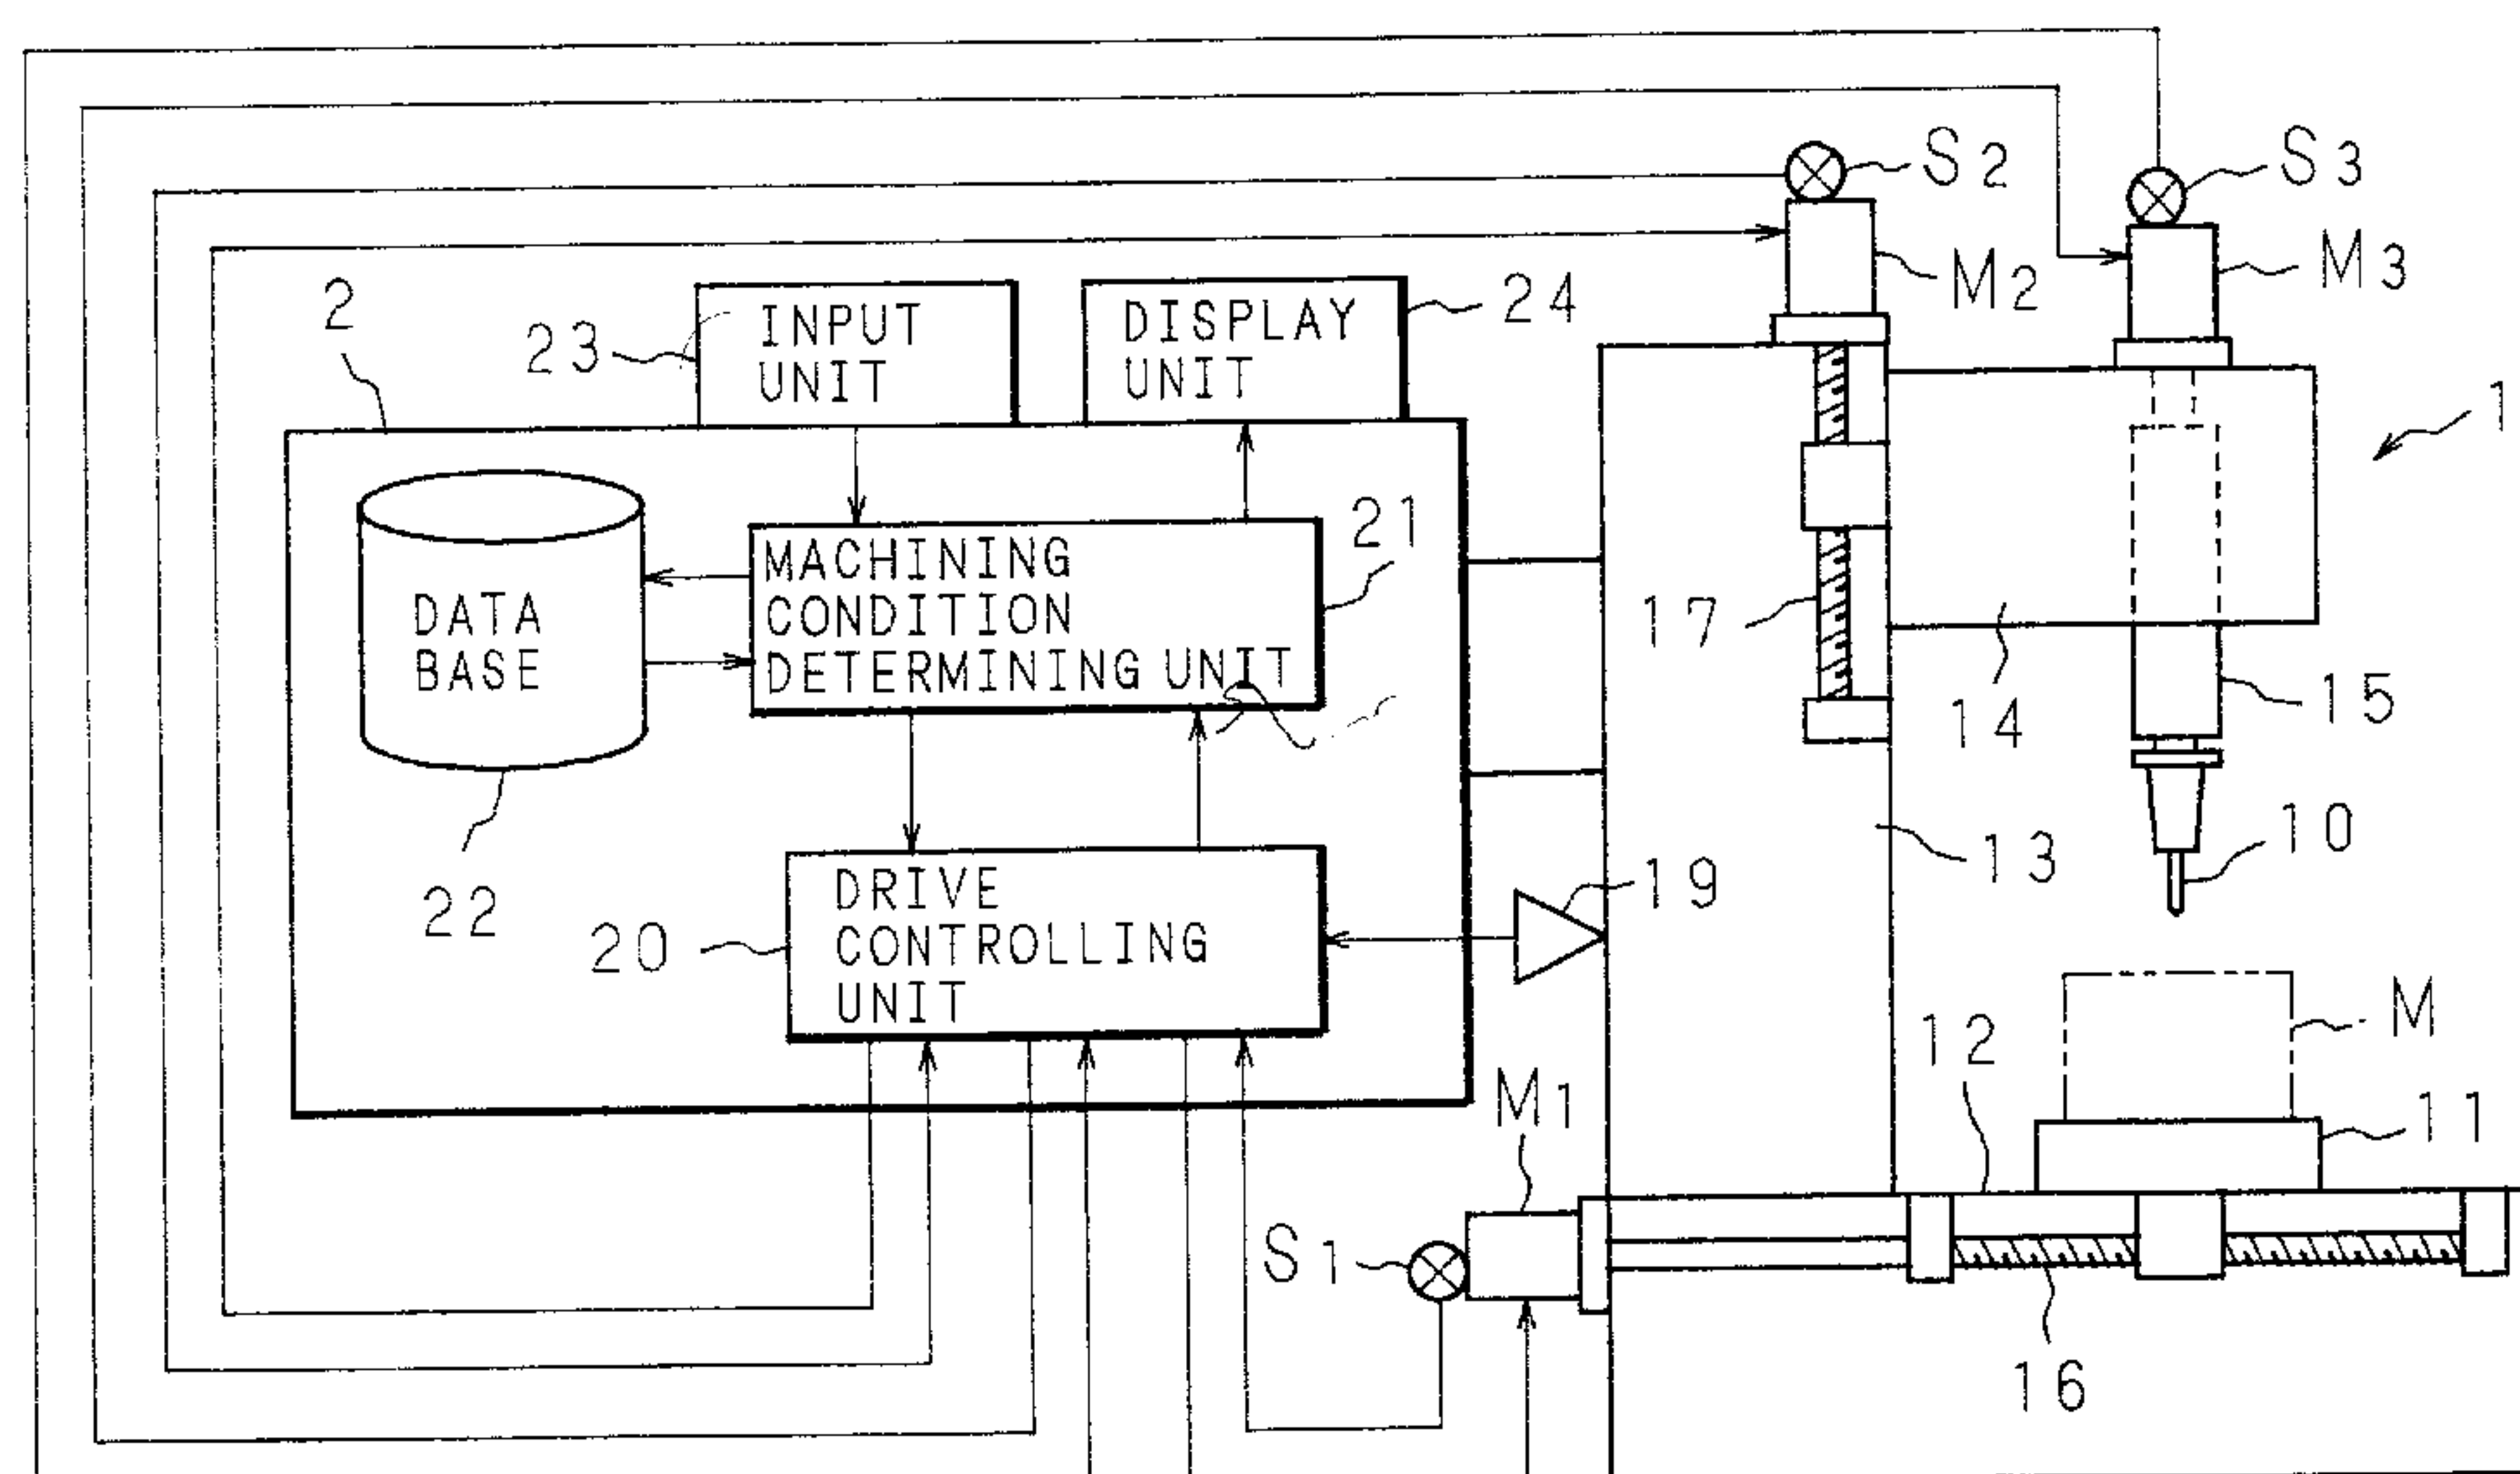 S2
S3
M2
M3
2
23
INPUT
UNIT
DISPLAY
UNIT
24
1
DATA
BASE
MACHINING
CONDITION
DETERMINING UNIT
21
17
14
15
22
20
DRIVE
CONTROLLING
UNIT
19
13
10
M
12
M1
11
S1
16